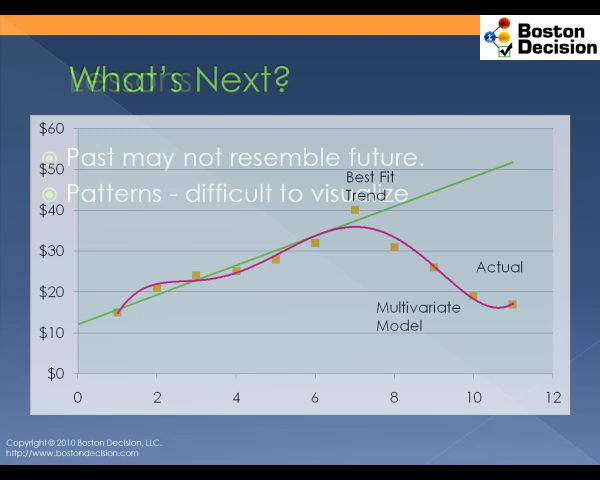 Boston
Decision
What's Next?
Lessons
$60
Past may not resemble future.
$50
Best Fit
Trend
Patterns - difficult to visualize
$40
$30
Actual
$20
Multivariate
Model
$10
$0
0 2 4 6 8 10 12
Copyright © 2010 Boston Decision, LLC.
http://www.bostondecision.com